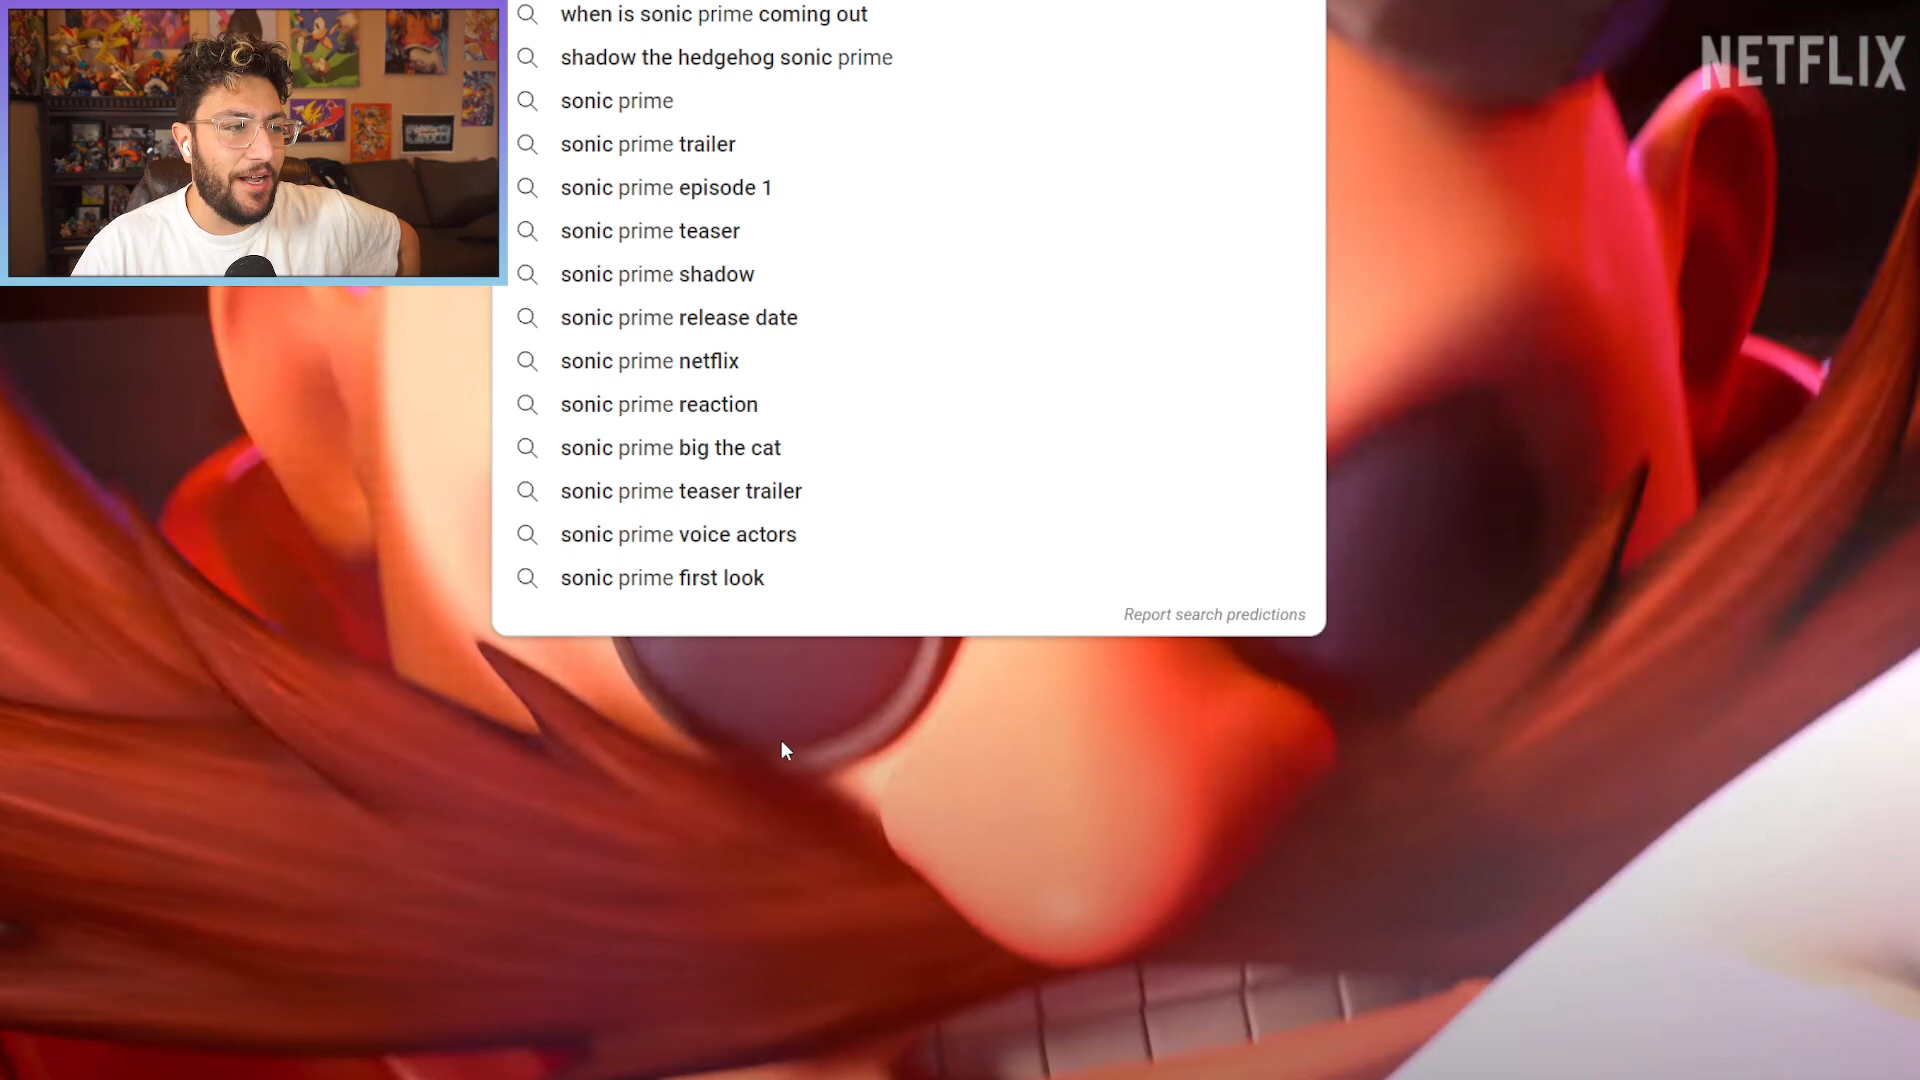 when is sonic prime coming out
NETFLIX
shadow the hedgehog sonic prime
sonic prime
sonic prime trailer
sonic prime episode 1
sonic prime teaser
sonic prime shadow
sonic prime release date
sonic prime netflix
sonic prime reaction
sonic prime big the cat
sonic prime teaser trailer
sonic prime voice actors
sonic prime first look
Report search predictions